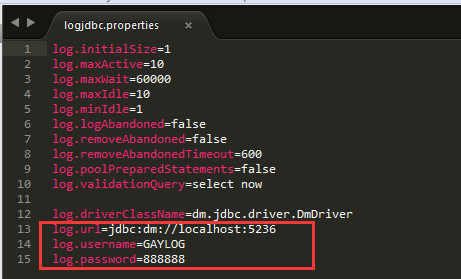 logjdbc.properties
1 log.initialSize=1
2 log.maxActive=10
3 log.maxWait=60000
4 log.maxIdle=10
5 log.minIdle=1
6 log.logAbandoned=false
7 log.removeAbandoned=false
8 log.removeAbandonedTimeout=600
9 log.poolPreparedStatements=false
10 log.validationQuery=select now
11
12 log.driverClassName=dm.jdbc.driver.DmDriver
13 log.url=jdbc:dm://localhost:5236
14 log.username=GAYLOG
15 log.password=888888